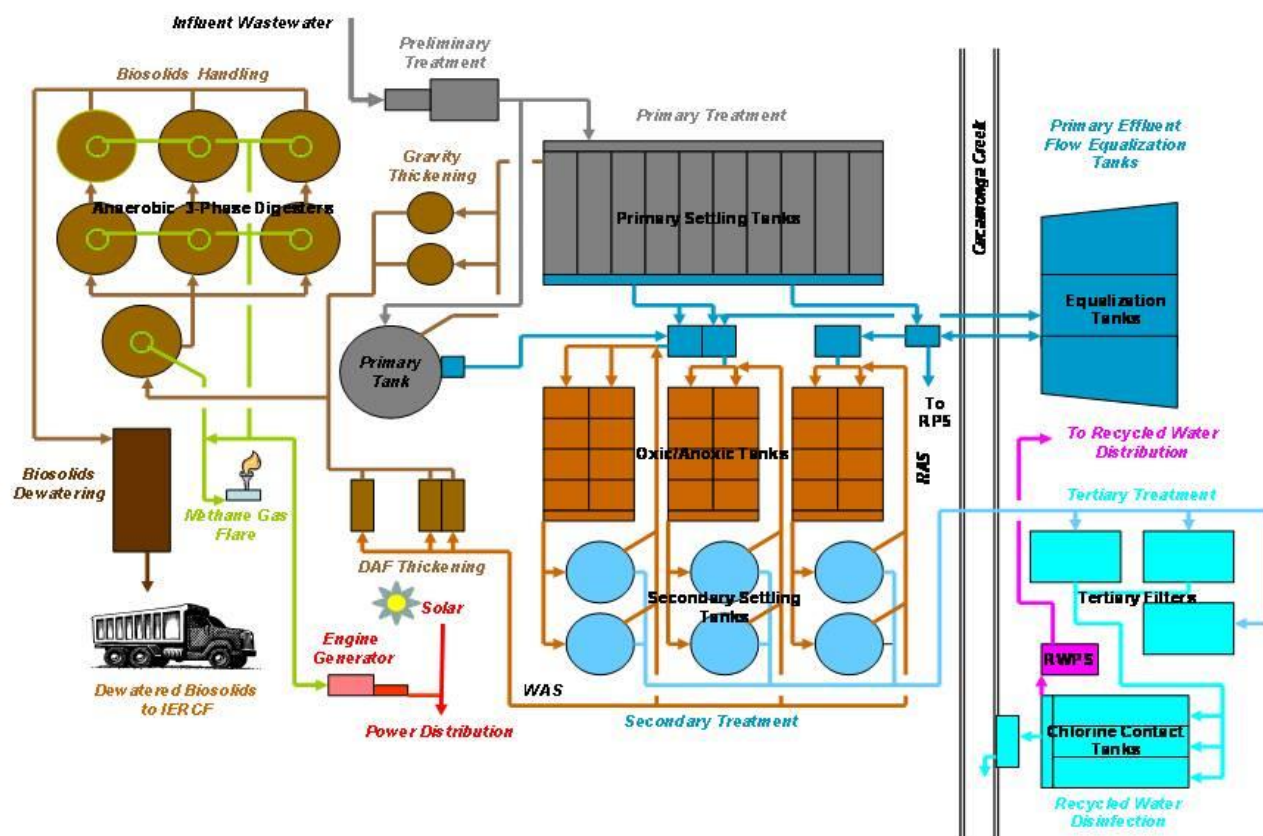 Influent Wastewater
Preliminary
Treatment
Biosolids Handling
Primary Treatment
Primary Effluent
Flow Equalization
Tanks
Gravity
Thickening
Anaerobic 3-Phase Digesters
Primary Settling Tanks
Cucamonga Creek
Equalization
Tanks
Primary
Tank
To
RPS
To Recycled Water
Distribution
Oxic/Anoxic Tanks
RAS
Biosolids
Dewatering
Methane Gas
Flare
Tertiary Treatment
DAF Thickening
Solar
Secondary Settling
Tanks
Tertiary Filters
Engine
Generator
RWPS
Dewatered Biosolids
to IERCF
WAS
Power Distribution
Secondary Treatment
Chlorine Contact
Tanks
Recycled Water
Disinfection